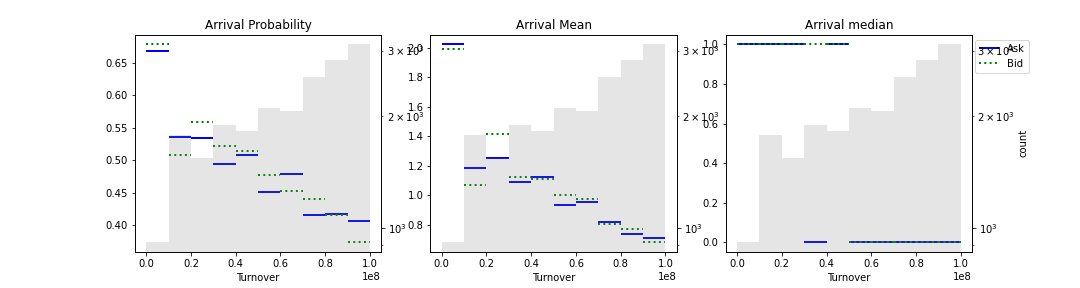 Arrival Probability
0.65
0.60
0.55
0.50
0.45
0.40
3 × 10³
2 × 10³
10³
0.0 0.2 0.4 0.6 0.8 1.0
Turnover
1e8
Arrival Mean
2.0
1.8
1.6
1.4
1.2
1.0
0.8
3 × 10³
2 × 10³
10³
0.0 0.2 0.4 0.6 0.8 1.0
Turnover
1e8
Arrival median
1.0
0.8
0.6
0.4
0.2
0.0
3 × 10³
2 × 10³
10³
count
0.0 0.2 0.4 0.6 0.8 1.0
Turnover
1e8
Ask
Bid